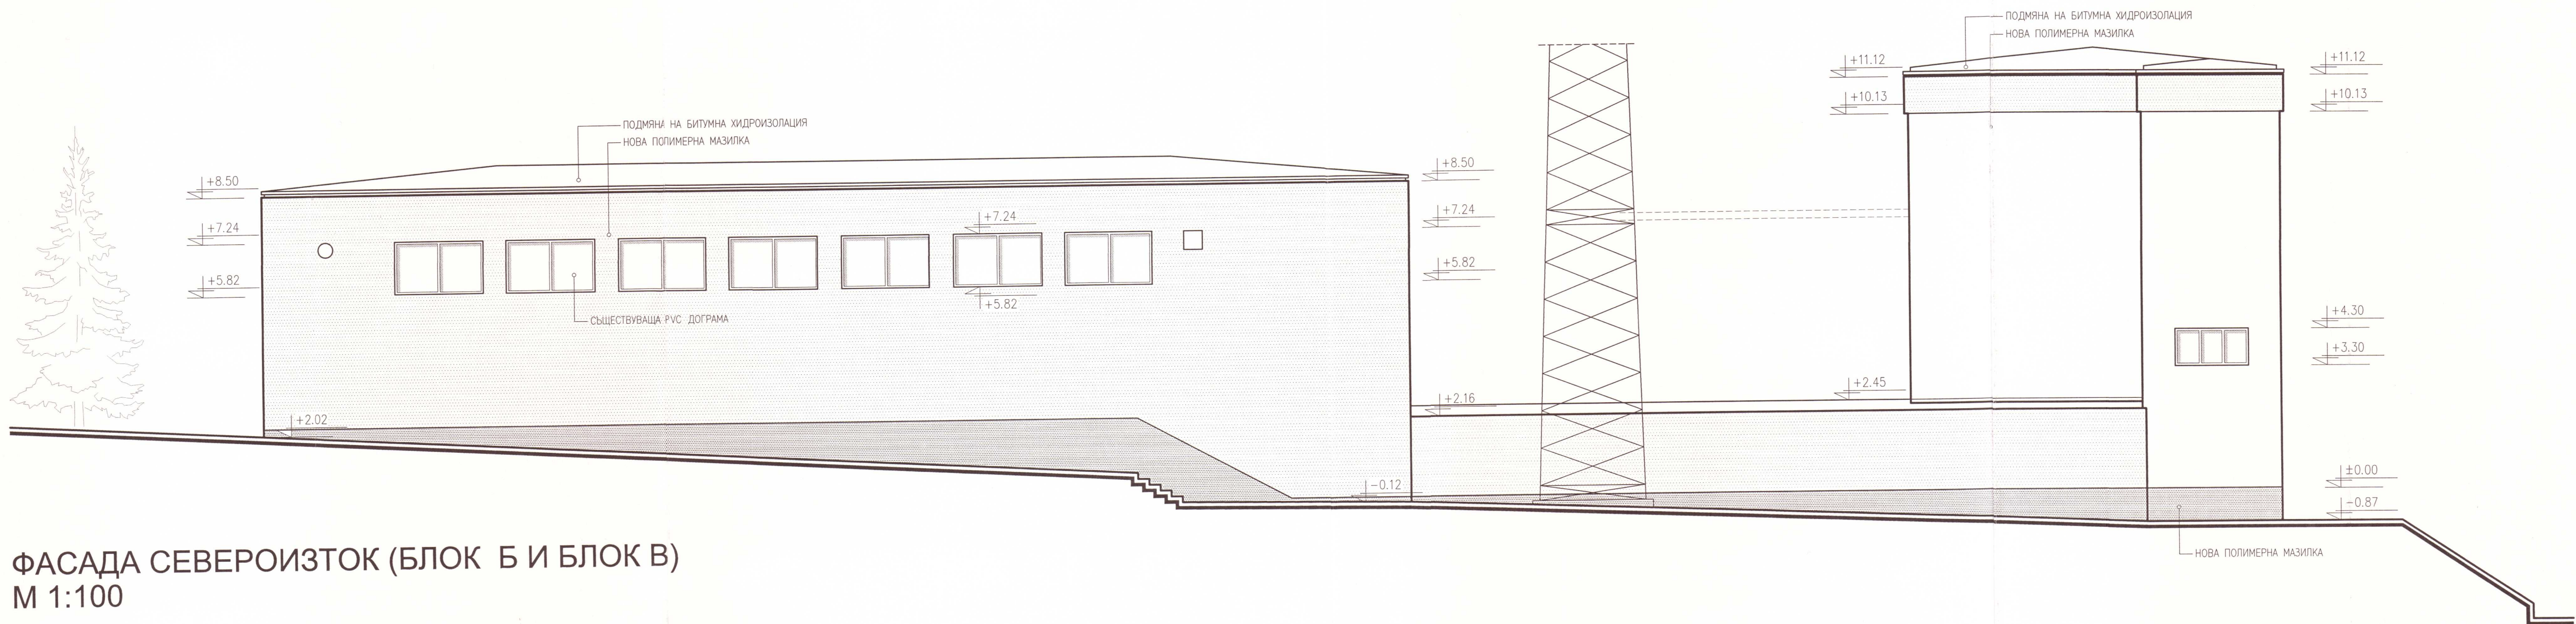 ПОДМЯНА НА БИТУМНА ХИДРОИЗОЛАЦИЯ
НОВА ПОЛИМЕРНА МАЗИЛКА
+11.12
+11.12
+10.13
+10.13
ПОДМЯНА НА БИТУМНА ХИДРОИЗОЛАЦИЯ
НОВА ПОЛИМЕРНА МАЗИЛКА
+8.50
+8.50
+7.24
+7.24
+7.24
+5.82
+5.82
+5.82
СЪЩЕСТВУВАЩА PVC ДОГРАМА
+4.30
+3.30
+2.45
+2.16
+2.02
-0.12
±0.00
-0.87
НОВА ПОЛИМЕРНА МАЗИЛКА
ФАСАДА СЕВЕРОИЗТОК (БЛОК Б И БЛОК В)
М 1:100